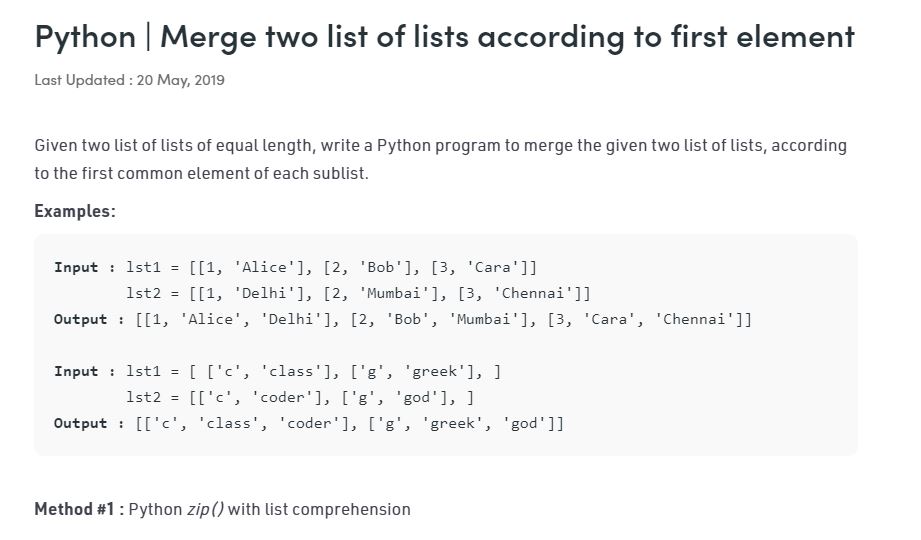 Python | Merge two list of lists according to first element
Last Updated : 20 May, 2019
Given two list of lists of equal length, write a Python program to merge the given two list of lists, according
to the first common element of each sublist.
Examples:
Input : lst1 = [[1, 'Alice'], [2, 'Bob'], [3, 'Cara']]
        lst2 = [[1, 'Delhi'], [2, 'Mumbai'], [3, 'Chennai']]
Output : [[1, 'Alice', 'Delhi'], [2, 'Bob', 'Mumbai'], [3, 'Cara', 'Chennai']]
Input : lst1 = [ ['c', 'class'], ['g', 'greek'], ]
        lst2 = [['c', 'coder'], ['g', 'god'], ]
Output : [['c', 'class', 'coder'], ['g', 'greek', 'god']]
Method #1 : Python zip() with list comprehension